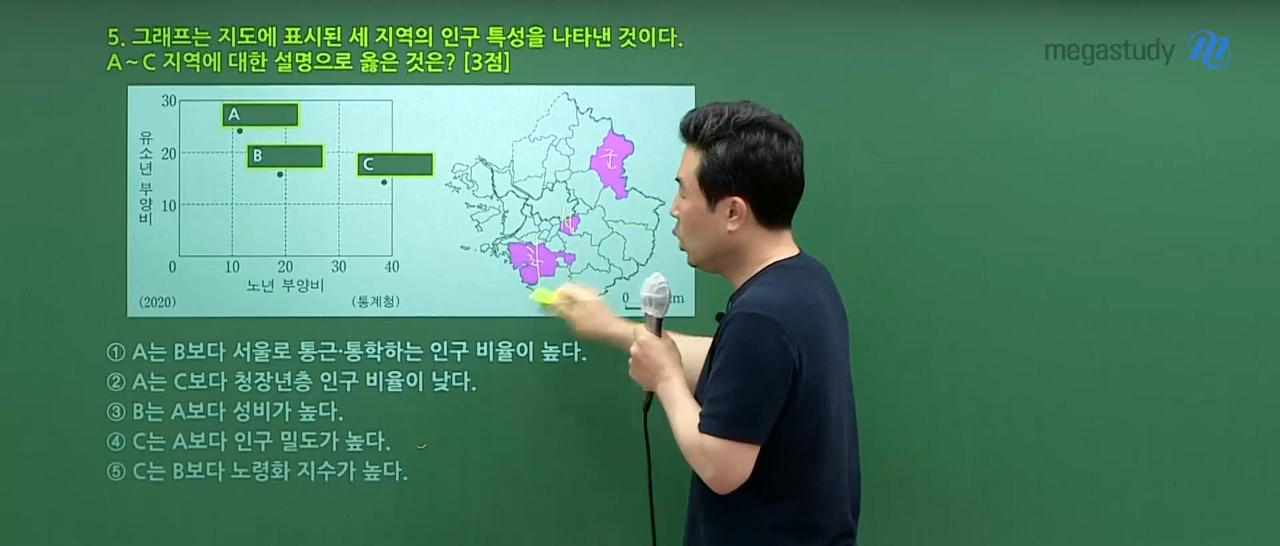 5. 그래프는 지도에 표시된 세 지역의 인구 특성을 나타낸 것이다.
A~C 지역에 대한 설명으로 옳은 것은? [3점]
megastudy
30
20
10
0
10
20
30
40
유소년 부양비
노년 부양비
A
B
C
(2020)
(통계청)
0
① A는 B보다 서울로 통근·통학하는 인구 비율이 높다.
② A는 C보다 청장년층 인구 비율이 낮다.
③ B는 A보다 성비가 높다.
④ C는 A보다 인구 밀도가 높다.
⑤ C는 B보다 노령화 지수가 높다.